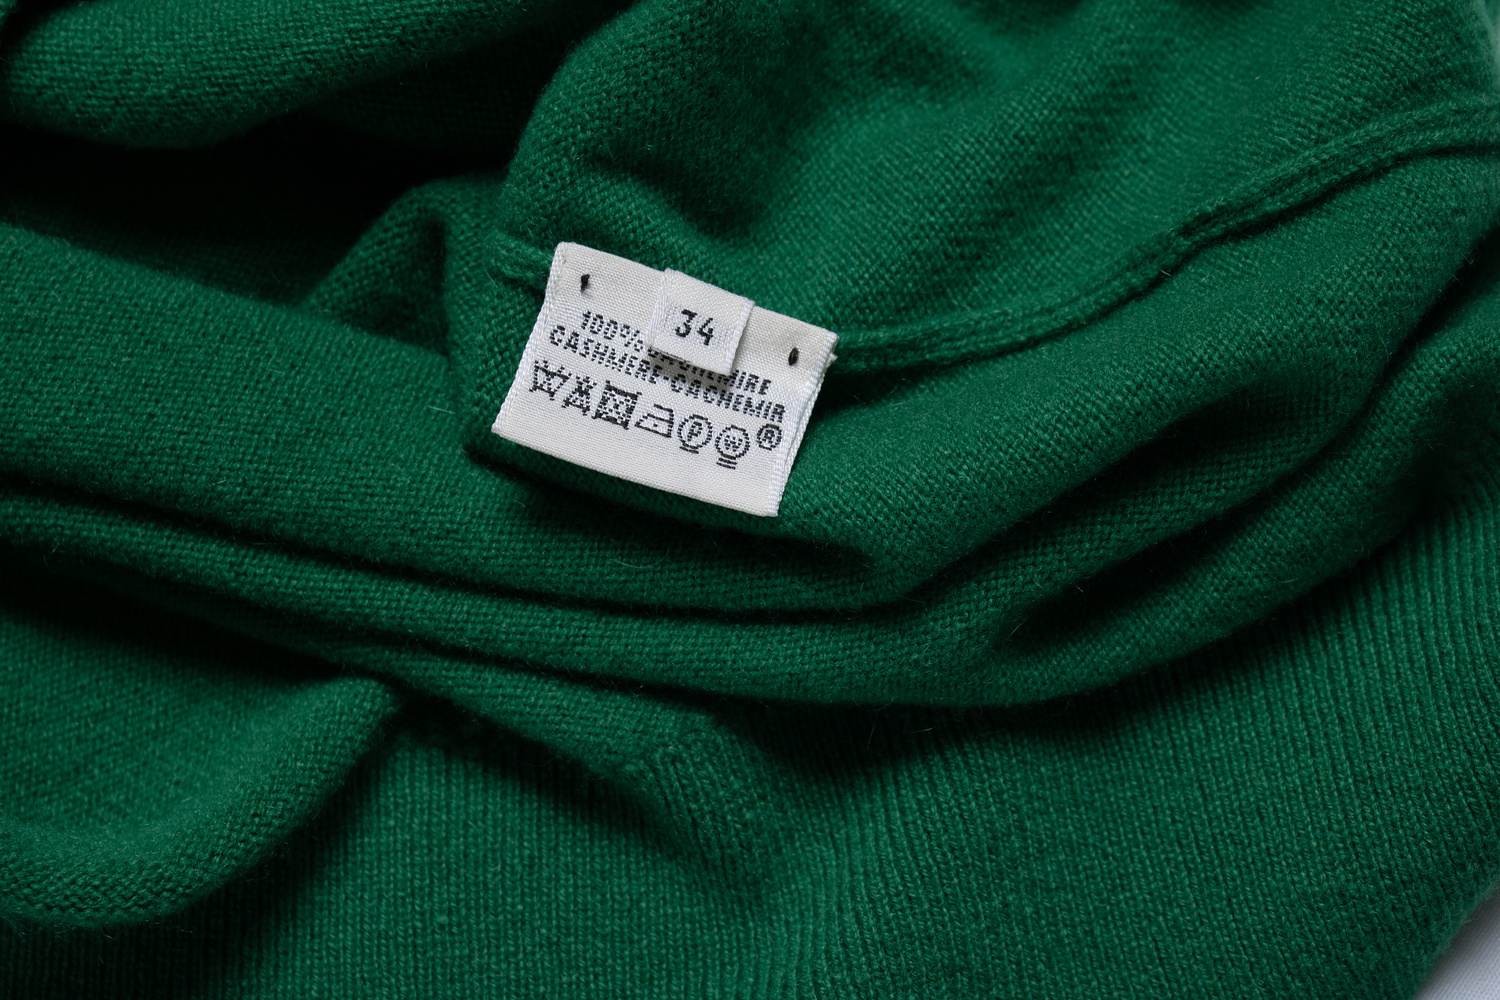 34
100%
CASHMERE-CACHEMIR
P
W
®